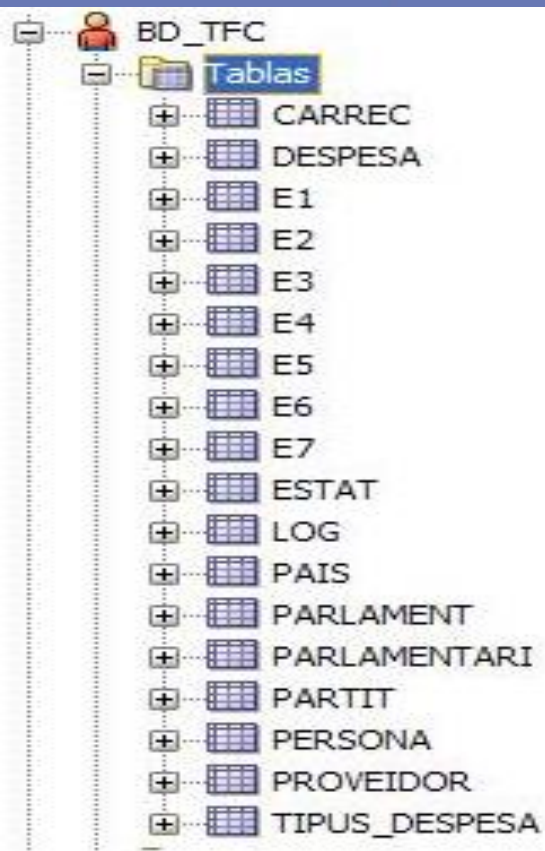 BD_TFC
Tablas
CARREC
DESPESA
E1
E2
E3
E4
E5
E6
E7
ESTAT
LOG
PAIS
PARLAMENT
PARLAMENTARI
PARTIT
PERSONA
PROVEIDOR
TIPUS_DESPESA